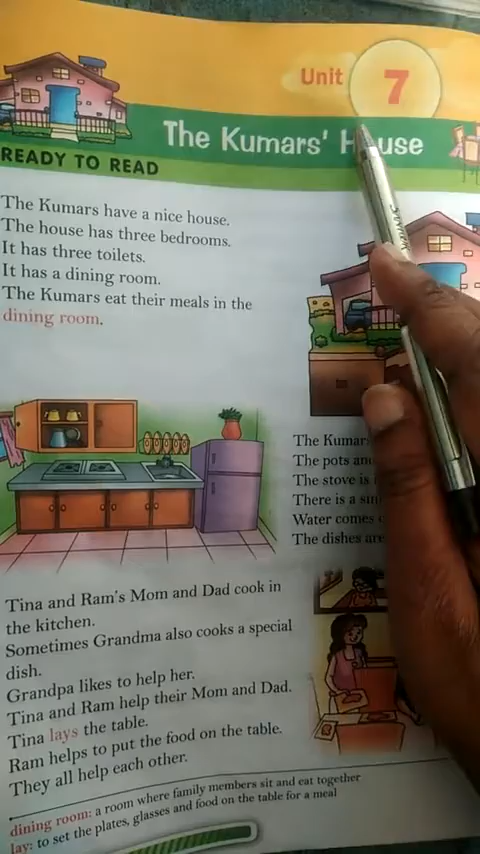 Unit 7
The Kumars' House
READY TO READ
The Kumars have a nice house.
The house has three bedrooms.
It has three toilets.
It has a dining room.
The Kumars eat their meals in the
dining room.
The Kumar
The pots an
The stove is
There is a
Water comes
The dishes are
Tina and Ram's Mom and Dad cook in
the kitchen.
Sometimes Grandma also cooks a special
dish.
Grandpa likes to help her.
Tina and Ram help their Mom and Dad.
Tina lays the table.
Ram helps to put the food on the table.
They all help each other.
dining room: a room where family members sit and eat together
lay: to set the plates, glasses and food on the table for a meal